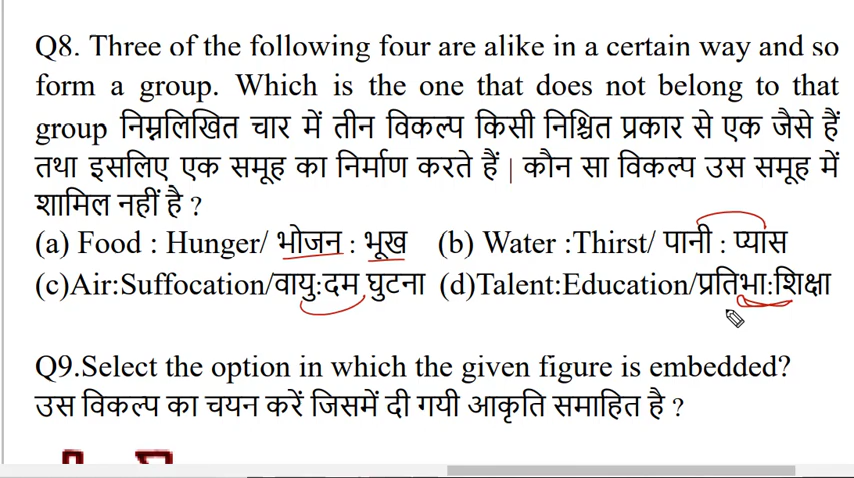 Q8. Three of the following four are alike in a certain way and so
form a group. Which is the one that does not belong to that
group निम्नलिखित चार में तीन विकल्प किसी निश्चित प्रकार से एक जैसे हैं
तथा इसलिए एक समूह का निर्माण करते हैं | कौन सा विकल्प उस समूह में
शामिल नहीं है ?
(a) Food : Hunger/ भोजन : भूख (b) Water :Thirst/ पानी : प्यास
(c)Air:Suffocation/वायु:दम घुटना (d)Talent:Education/प्रतिभा:शिक्षा
Q9.Select the option in which the given figure is embedded?
उस विकल्प का चयन करें जिसमें दी गयी आकृति समाहित है ?